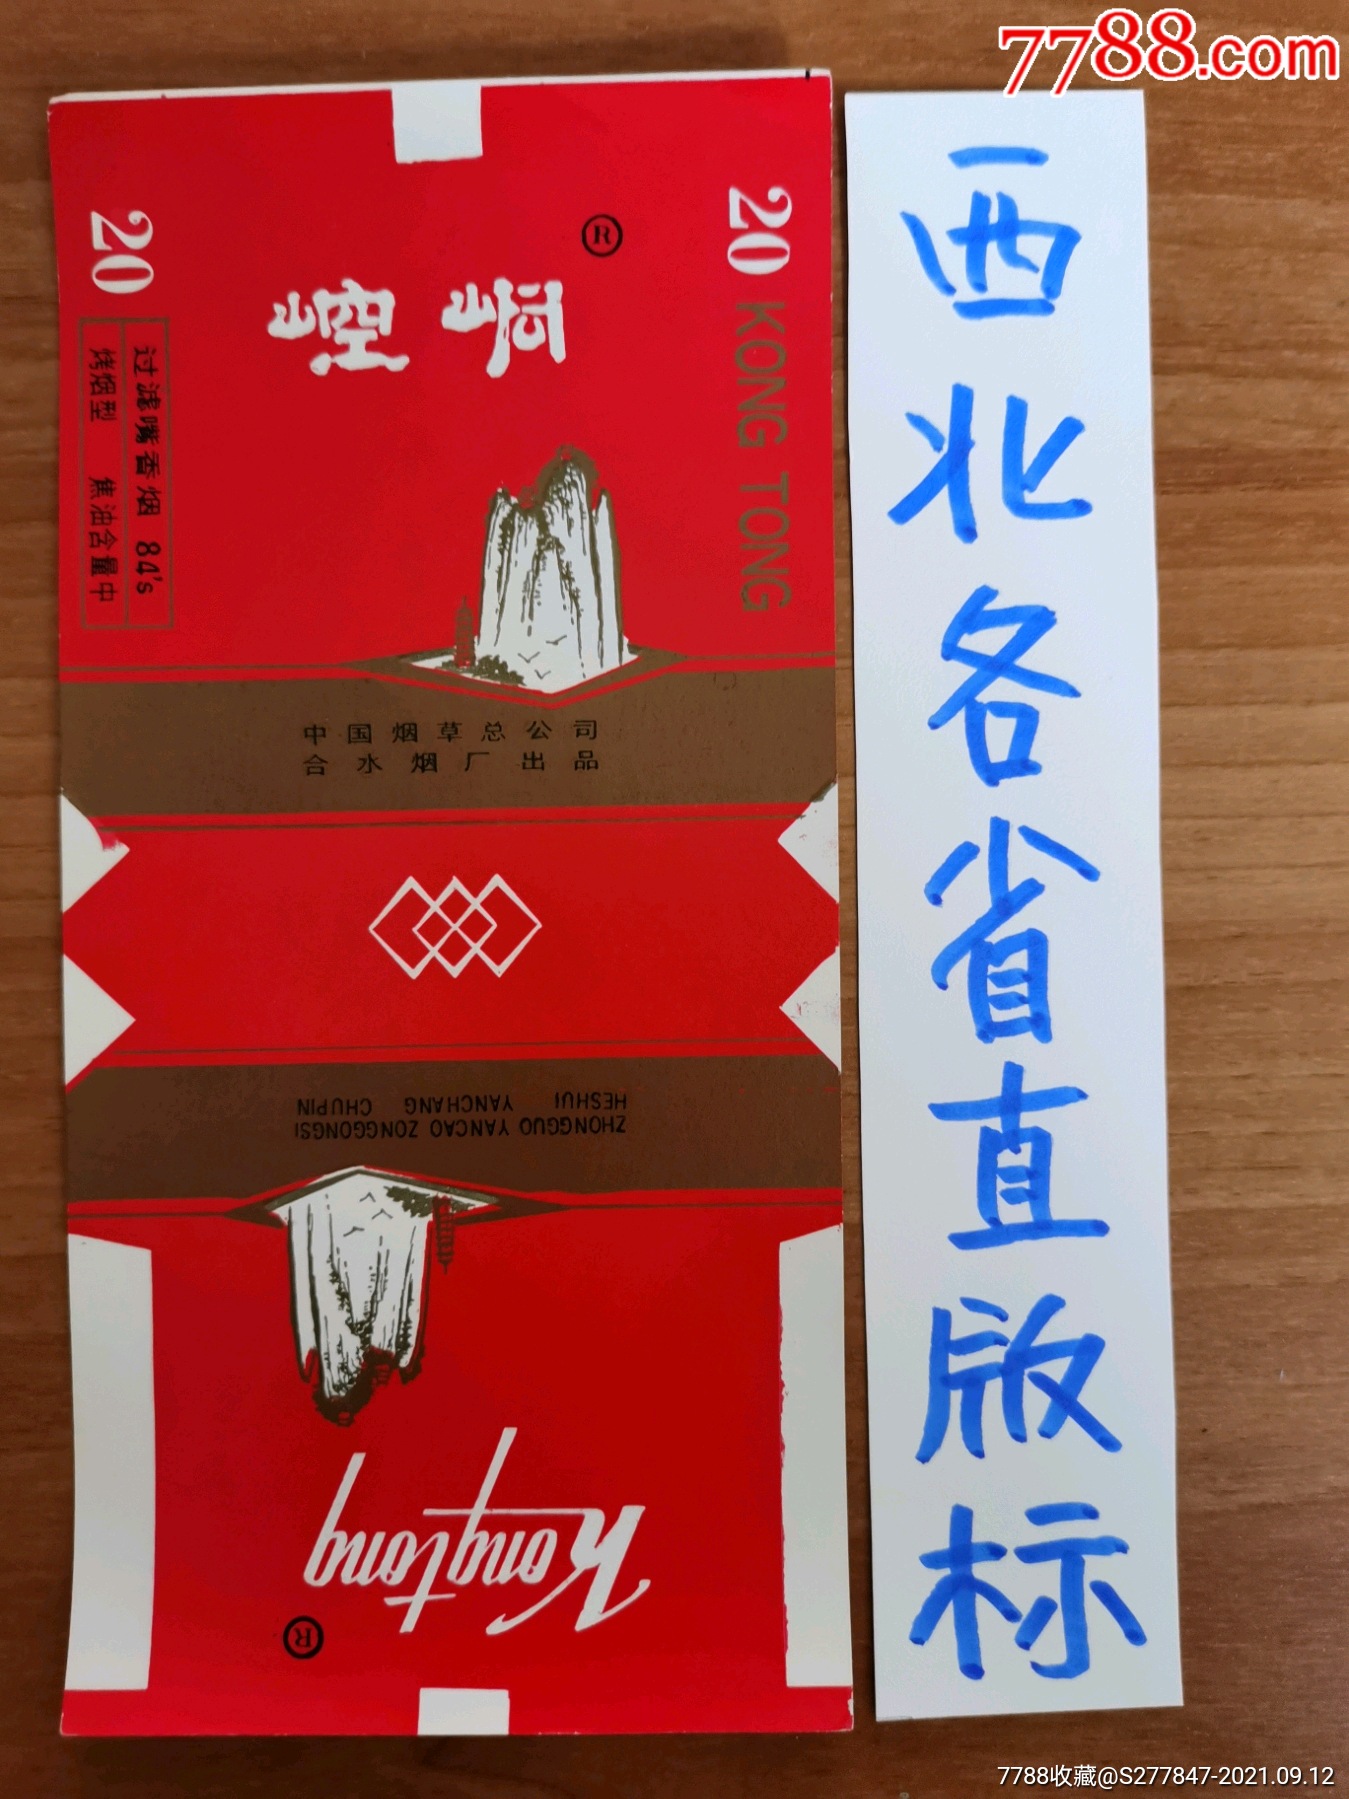 7788.com
20
KONG TONG
®
崆峒
20
过滤嘴香烟 84's
烤烟型 焦油含量中
中国烟草总公司
合水烟厂出品
ZHONGGUO YANCAO ZONGGONGSI
HESHUI YANCHANG CHUPIN
Kongtong
®
西北各省直版标
7788收藏@S277847-2021.09.12